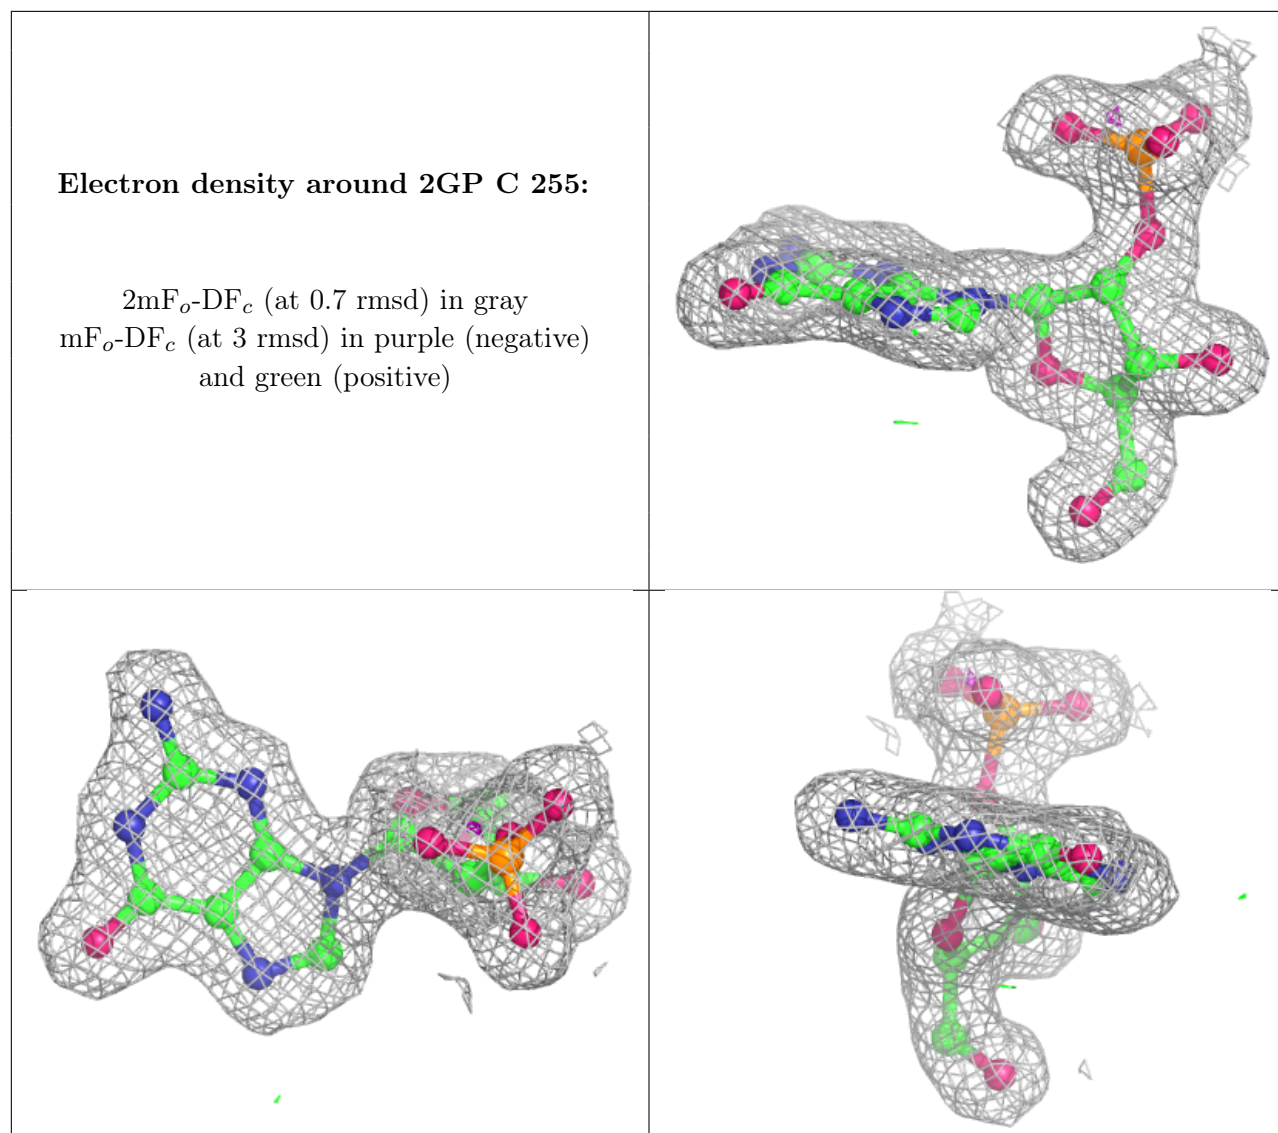 Electron density around 2GP C 255:
2mFo-DFc (at 0.7 rmsd) in gray
mFo-DFc (at 3 rmsd) in purple (negative)
and green (positive)